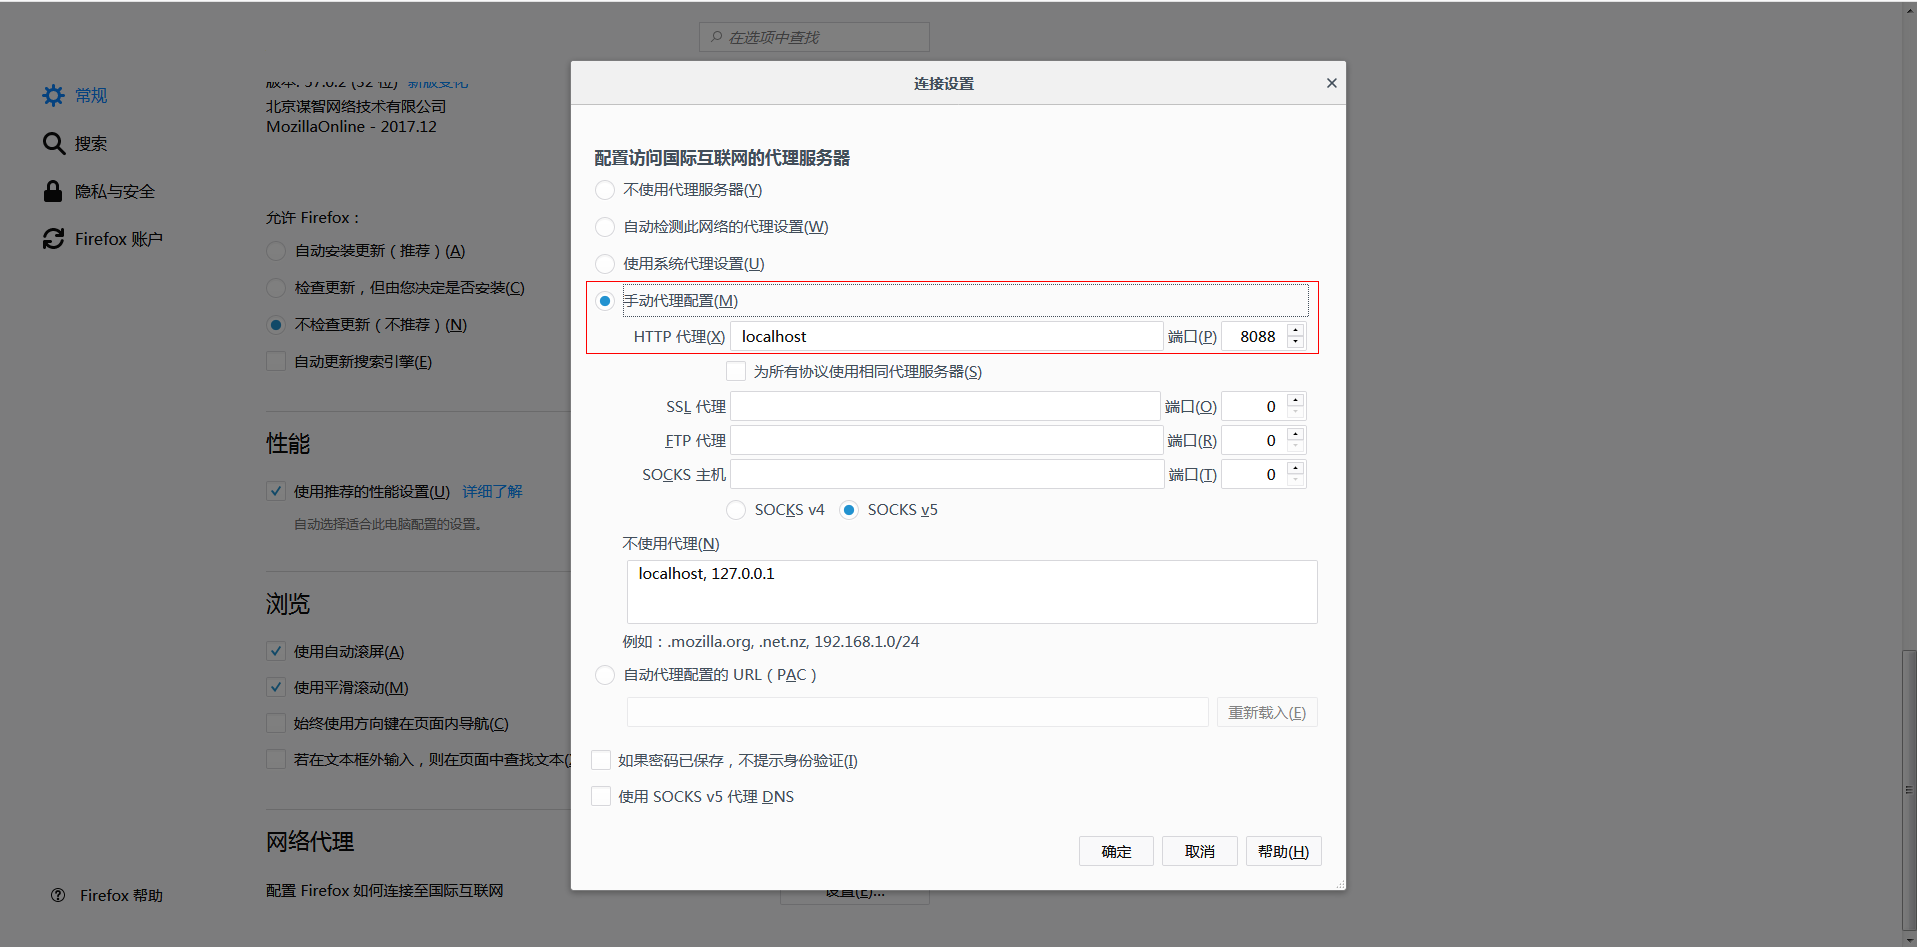 在选项中查找
常规
搜索
隐私与安全
Firefox 账户
Firefox 帮助
版本: 57.0.2 (32 位) 新版变化
北京谋智网络技术有限公司
MozillaOnline - 2017.12
允许 Firefox：
自动安装更新（推荐）(A)
检查更新，但由您决定是否安装(C)
不检查更新（不推荐）(N)
自动更新搜索引擎(E)
性能
使用推荐的性能设置(U) 详细了解
自动选择适合此电脑配置的设置。
浏览
使用自动滚屏(A)
使用平滑滚动(M)
始终使用方向键在页面内导航(C)
若在文本框外输入，则在页面中查找文本(
网络代理
配置 Firefox 如何连接至国际互联网
设置(E)...
连接设置
配置访问国际互联网的代理服务器
不使用代理服务器(Y)
自动检测此网络的代理设置(W)
使用系统代理设置(U)
手动代理配置(M)
HTTP 代理(X) localhost 端口(P) 8088
为所有协议使用相同代理服务器(S)
SSL 代理 端口(O) 0
FTP 代理 端口(R) 0
SOCKS 主机 端口(T) 0
SOCKS v4 SOCKS v5
不使用代理(N)
localhost, 127.0.0.1
例如：.mozilla.org, .net.nz, 192.168.1.0/24
自动代理配置的 URL（PAC）
重新载入(E)
如果密码已保存，不提示身份验证(I)
使用 SOCKS v5 代理 DNS
确定 取消 帮助(H)